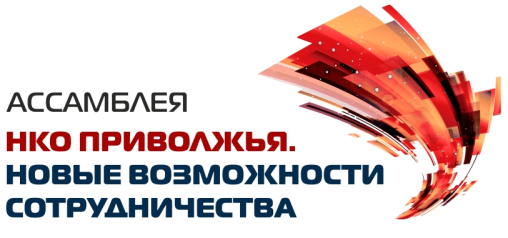 АССАМБЛЕЯ
НКО ПРИВОЛЖЬЯ.
НОВЫЕ ВОЗМОЖНОСТИ
СОТРУДНИЧЕСТВА